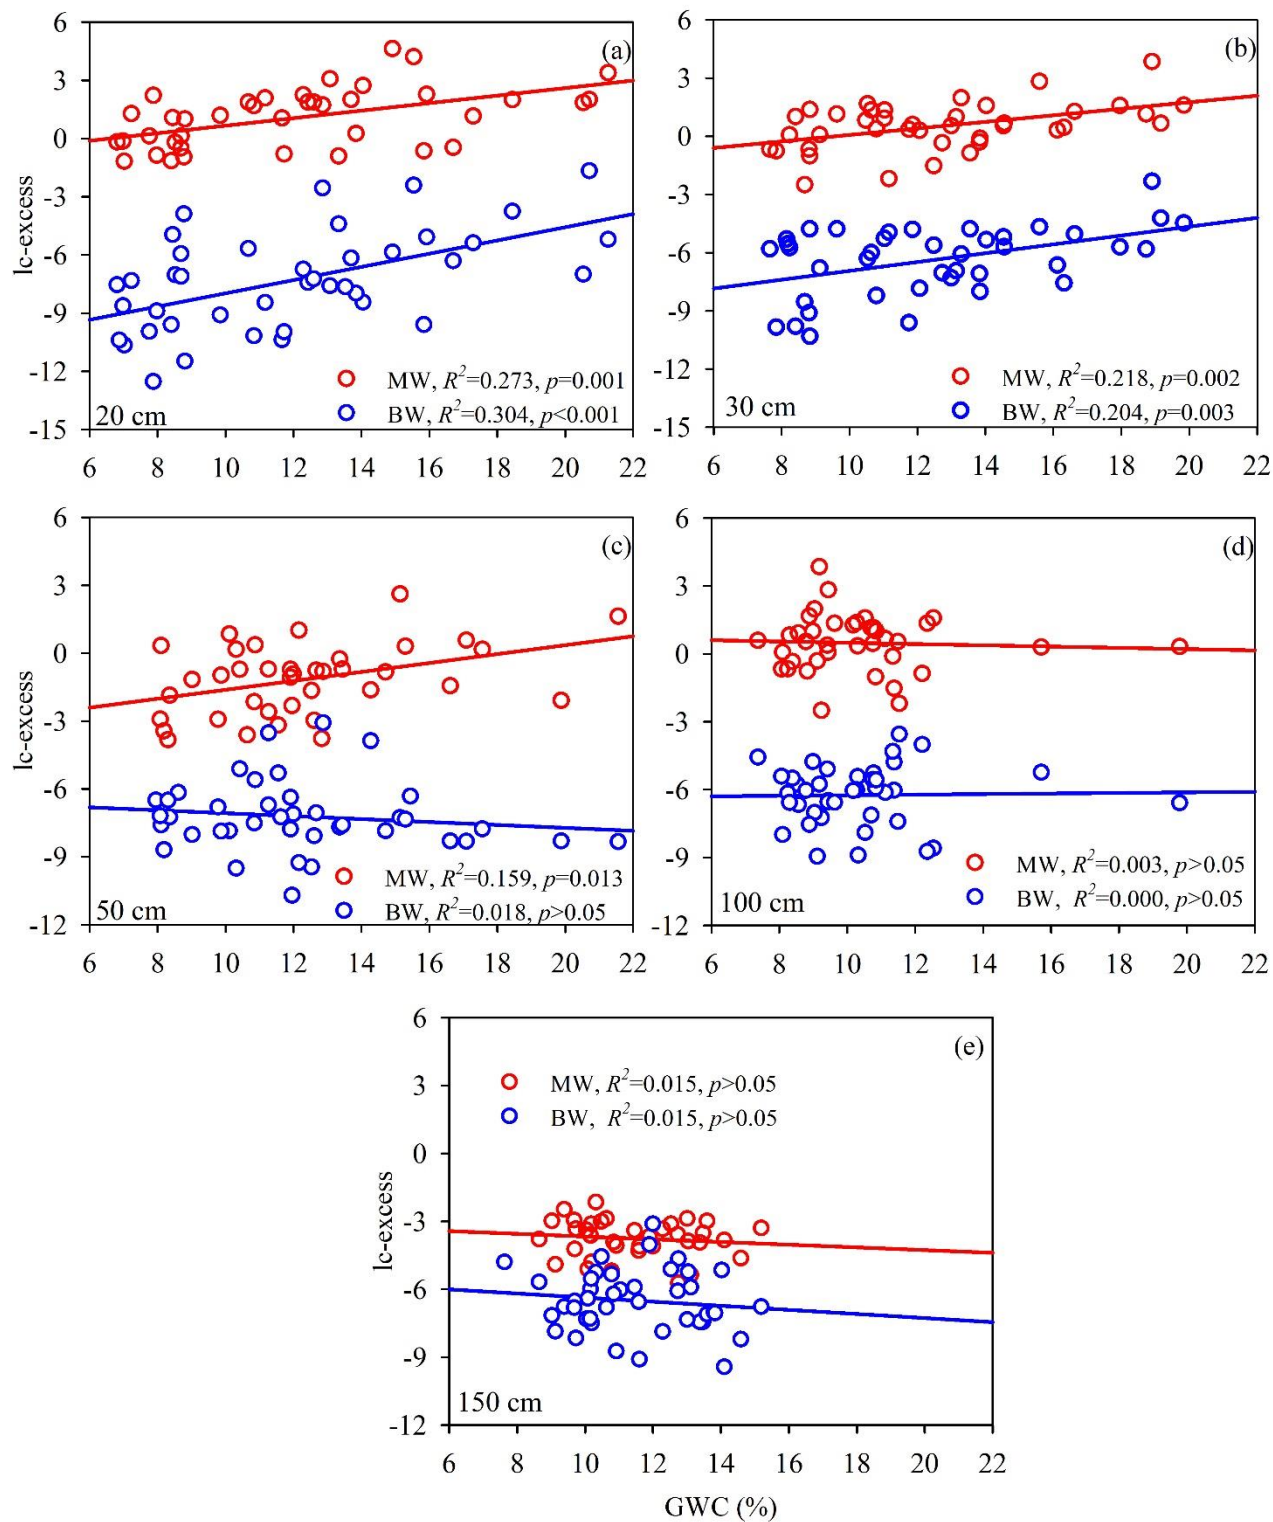 6
3
0
-3
-6
-9
-12
-15
lc-excess
(a)
MW, R²=0.273, p=0.001
BW, R²=0.304, p<0.001
20 cm
6 8 10 12 14 16 18 20 22
6
3
0
-3
-6
-9
-12
-15
(b)
MW, R²=0.218, p=0.002
BW, R²=0.204, p=0.003
30 cm
6 8 10 12 14 16 18 20 22
6
3
0
-3
-6
-9
-12
lc-excess
(c)
MW, R²=0.159, p=0.013
BW, R²=0.018, p>0.05
50 cm
6 8 10 12 14 16 18 20 22
6
3
0
-3
-6
-9
-12
(d)
MW, R²=0.003, p>0.05
BW, R²=0.000, p>0.05
100 cm
6 8 10 12 14 16 18 20 22
6
3
0
-3
-6
-9
-12
lc-excess
(e)
MW, R²=0.015, p>0.05
BW, R²=0.015, p>0.05
150 cm
6 8 10 12 14 16 18 20 22
GWC (%)